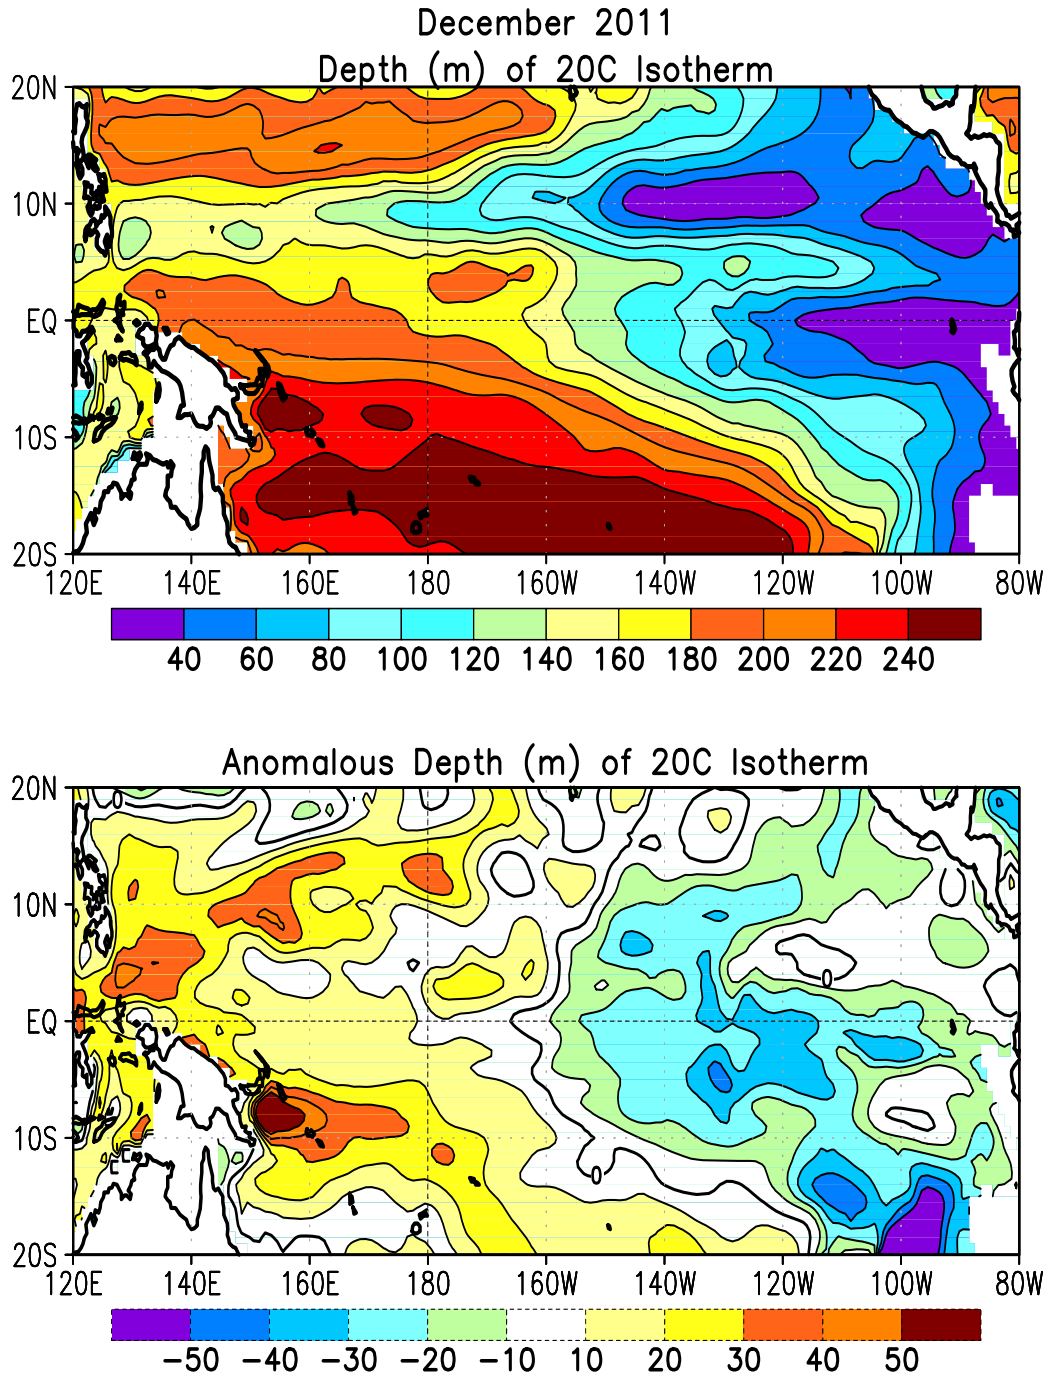 December 2011
Depth (m) of 20C Isotherm
20N
10N
EQ
10S
20S
120E 140E 160E 180 160W 140W 120W 100W 80W
40 60 80 100 120 140 160 180 200 220 240
Anomalous Depth (m) of 20C Isotherm
20N
0
10N
0
EQ
10S
0
20S
120E 140E 160E 180 160W 140W 120W 100W 80W
−50 −40 −30 −20 −10 10 20 30 40 50